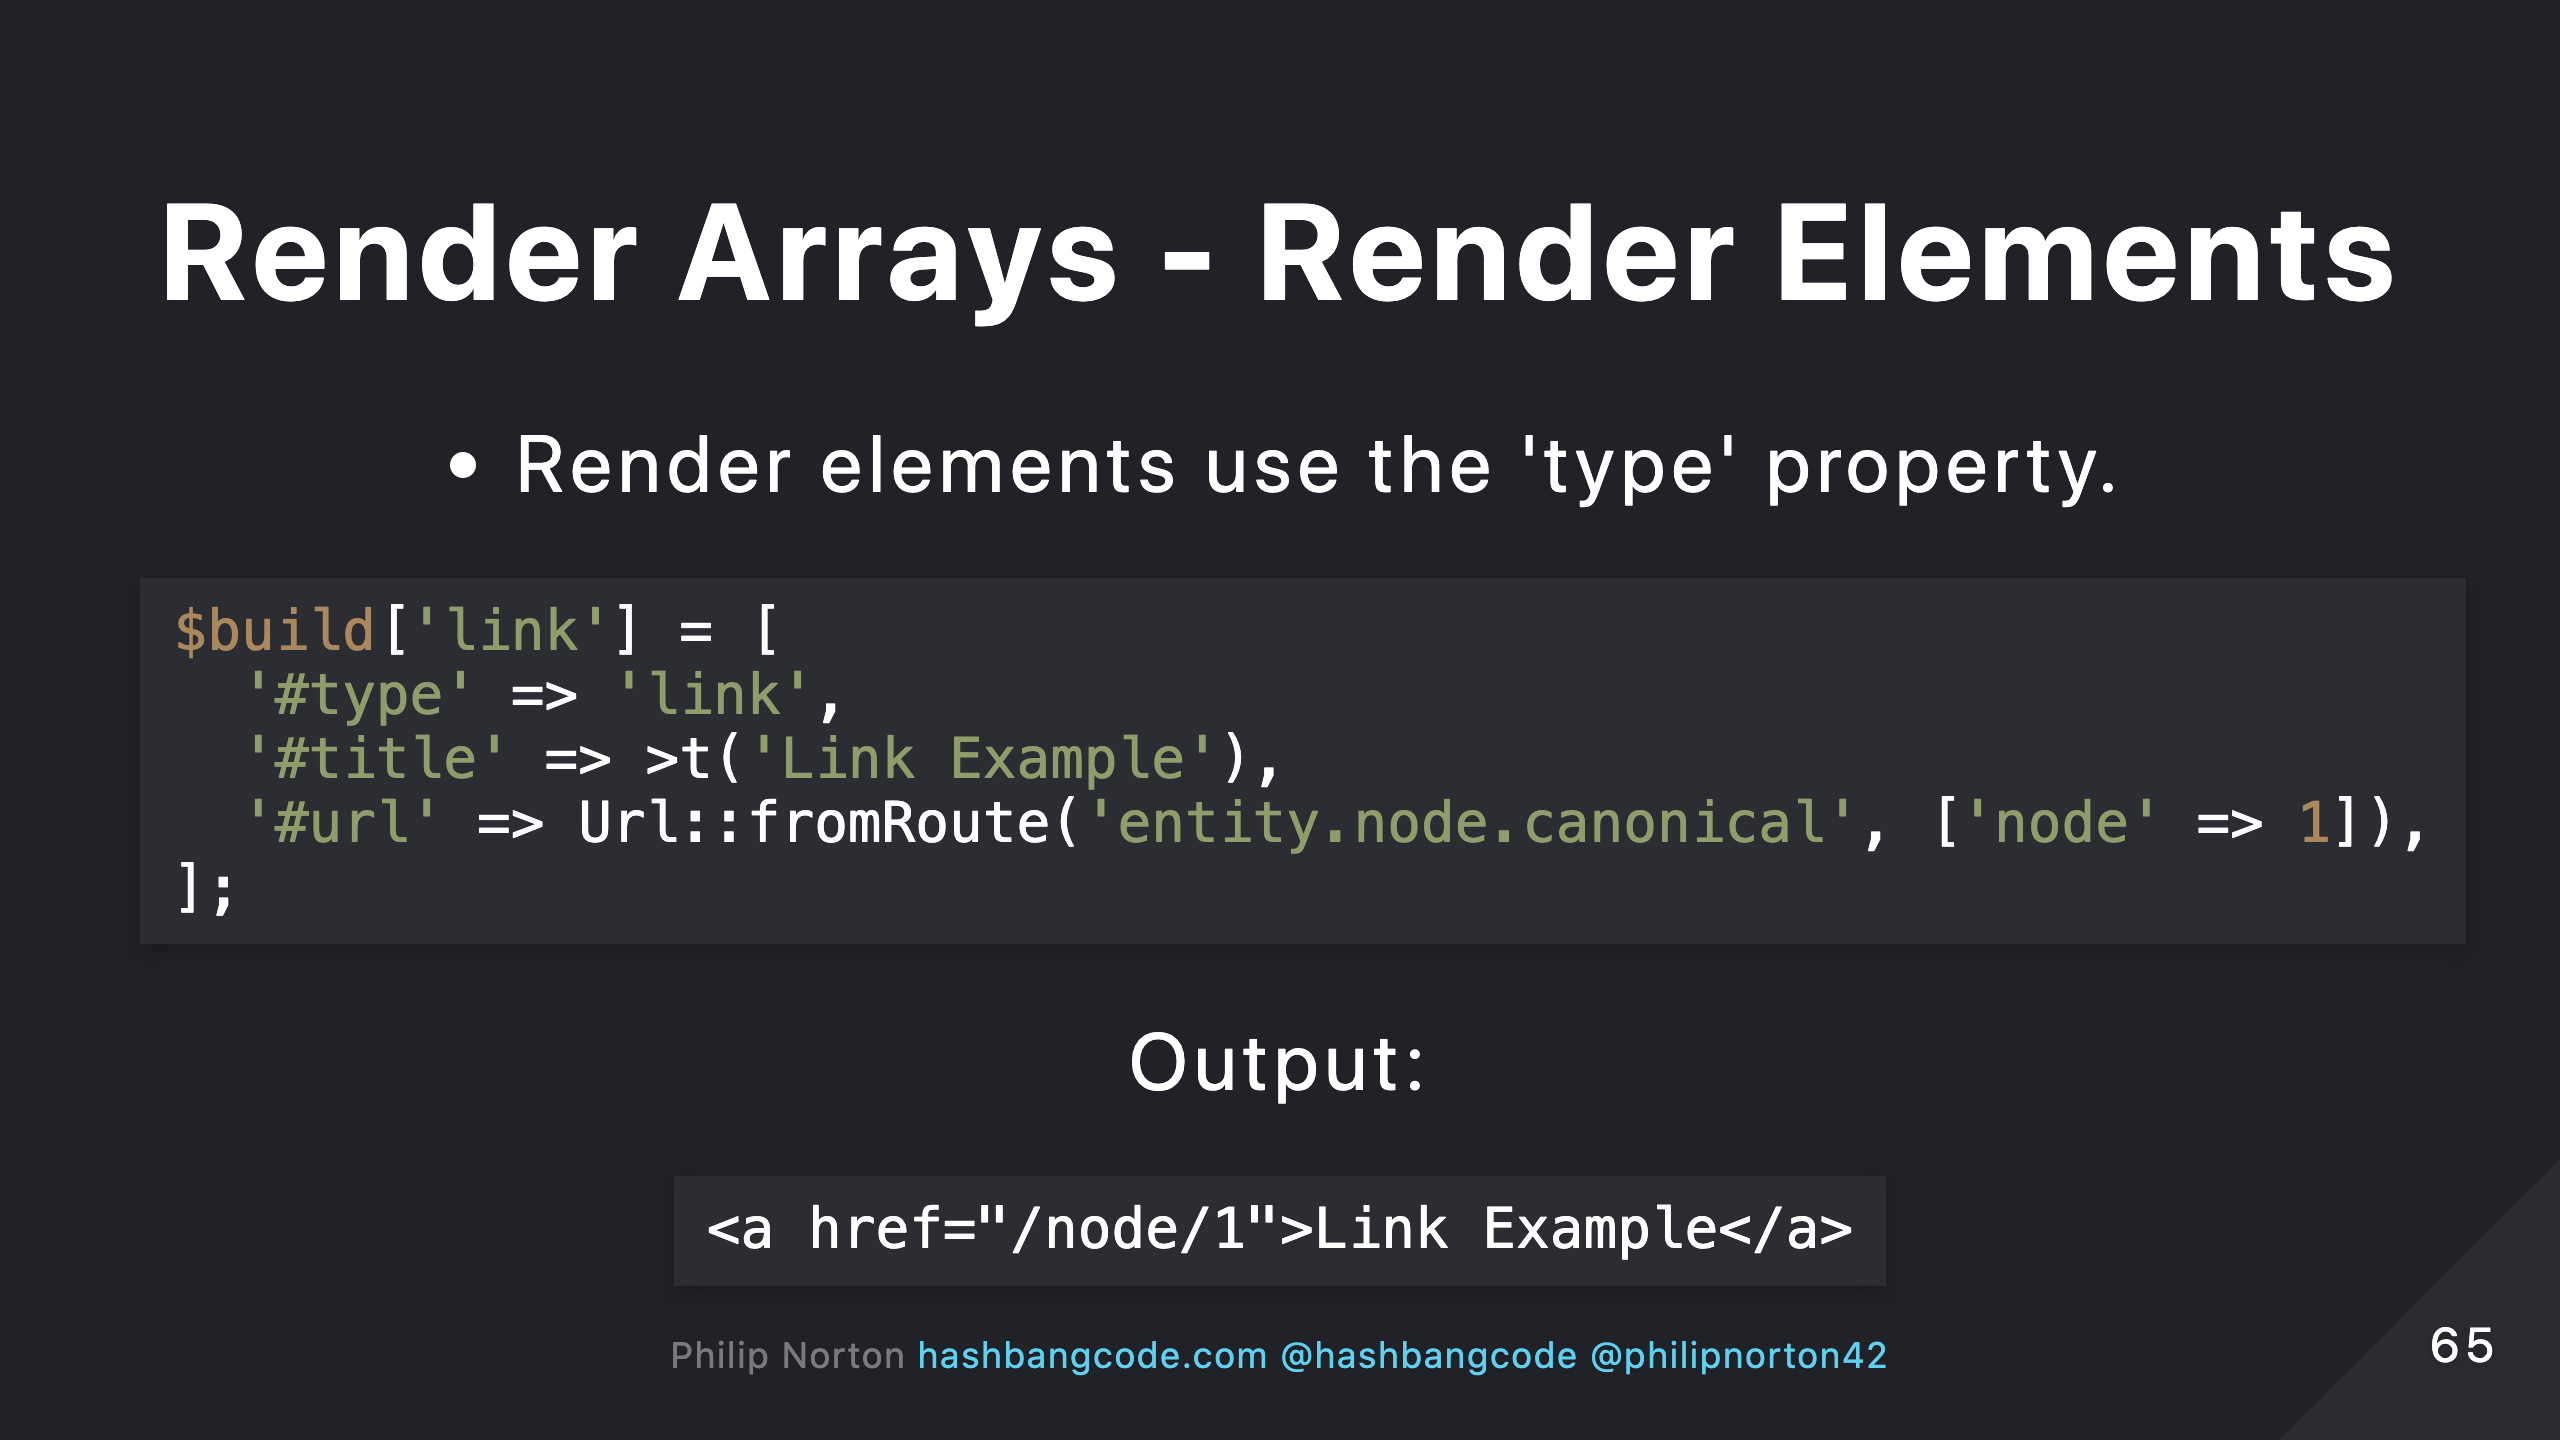 Render Arrays - Render Elements
• Render elements use the 'type' property.
$build['link'] = [
  '#type' => 'link',
  '#title' => >t('Link Example'),
  '#url' => Url::fromRoute('entity.node.canonical', ['node' => 1]),
];
Output:
<a href="/node/1">Link Example</a>
Philip Norton hashbangcode.com @hashbangcode @philipnorton42
65